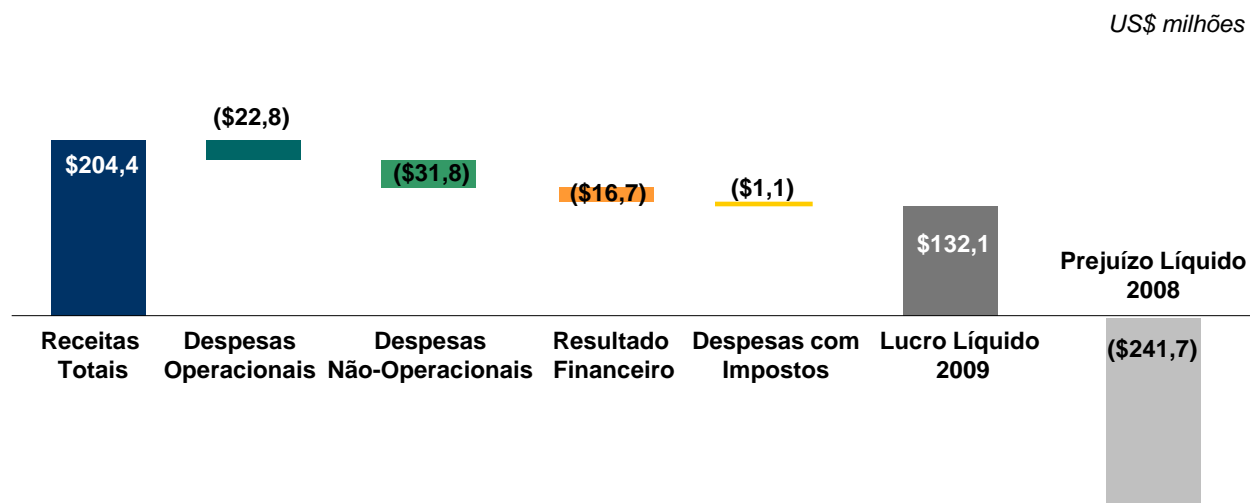 US$ milhões
($22,8)
$204,4
($31,8)
($16,7)
($1,1)
$132,1
Prejuízo Líquido
2008
Receitas
Totais
Despesas
Operacionais
Despesas
Não-Operacionais
Resultado
Financeiro
Despesas com
Impostos
Lucro Líquido
2009
($241,7)